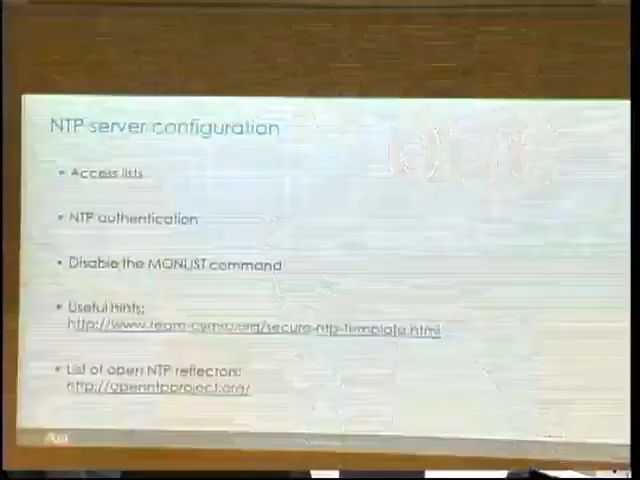 NTP server configuration
• Access lists
• NTP authentication
• Disable the MONLIST command
• Useful hints:
http://www.team-cymru.org/secure-ntp-template.html
• List of open NTP reflectors:
http://openntpproject.org/